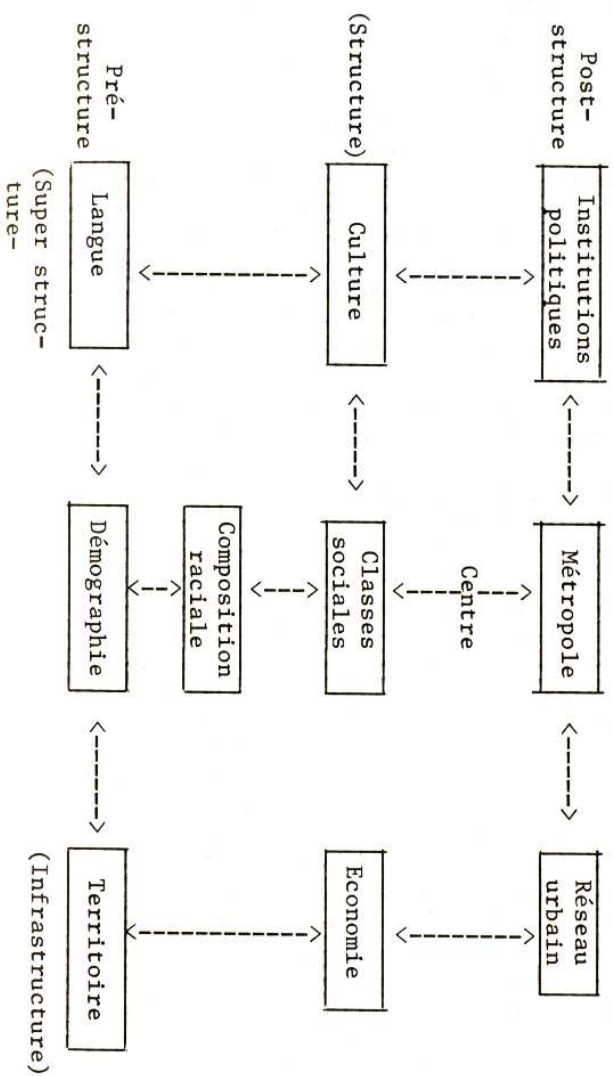 Post-
structure
Institutions
politiques
<------>
Métropole
<------>
Réseau
urbain
Centre
(Structure)
Culture
<------>
Classes
sociales
Economie
Composition
raciale
Pré-
structure
Langue
<------>
Démographie
<------>
Territoire
(Super struc-
ture-
(Infrastructure)